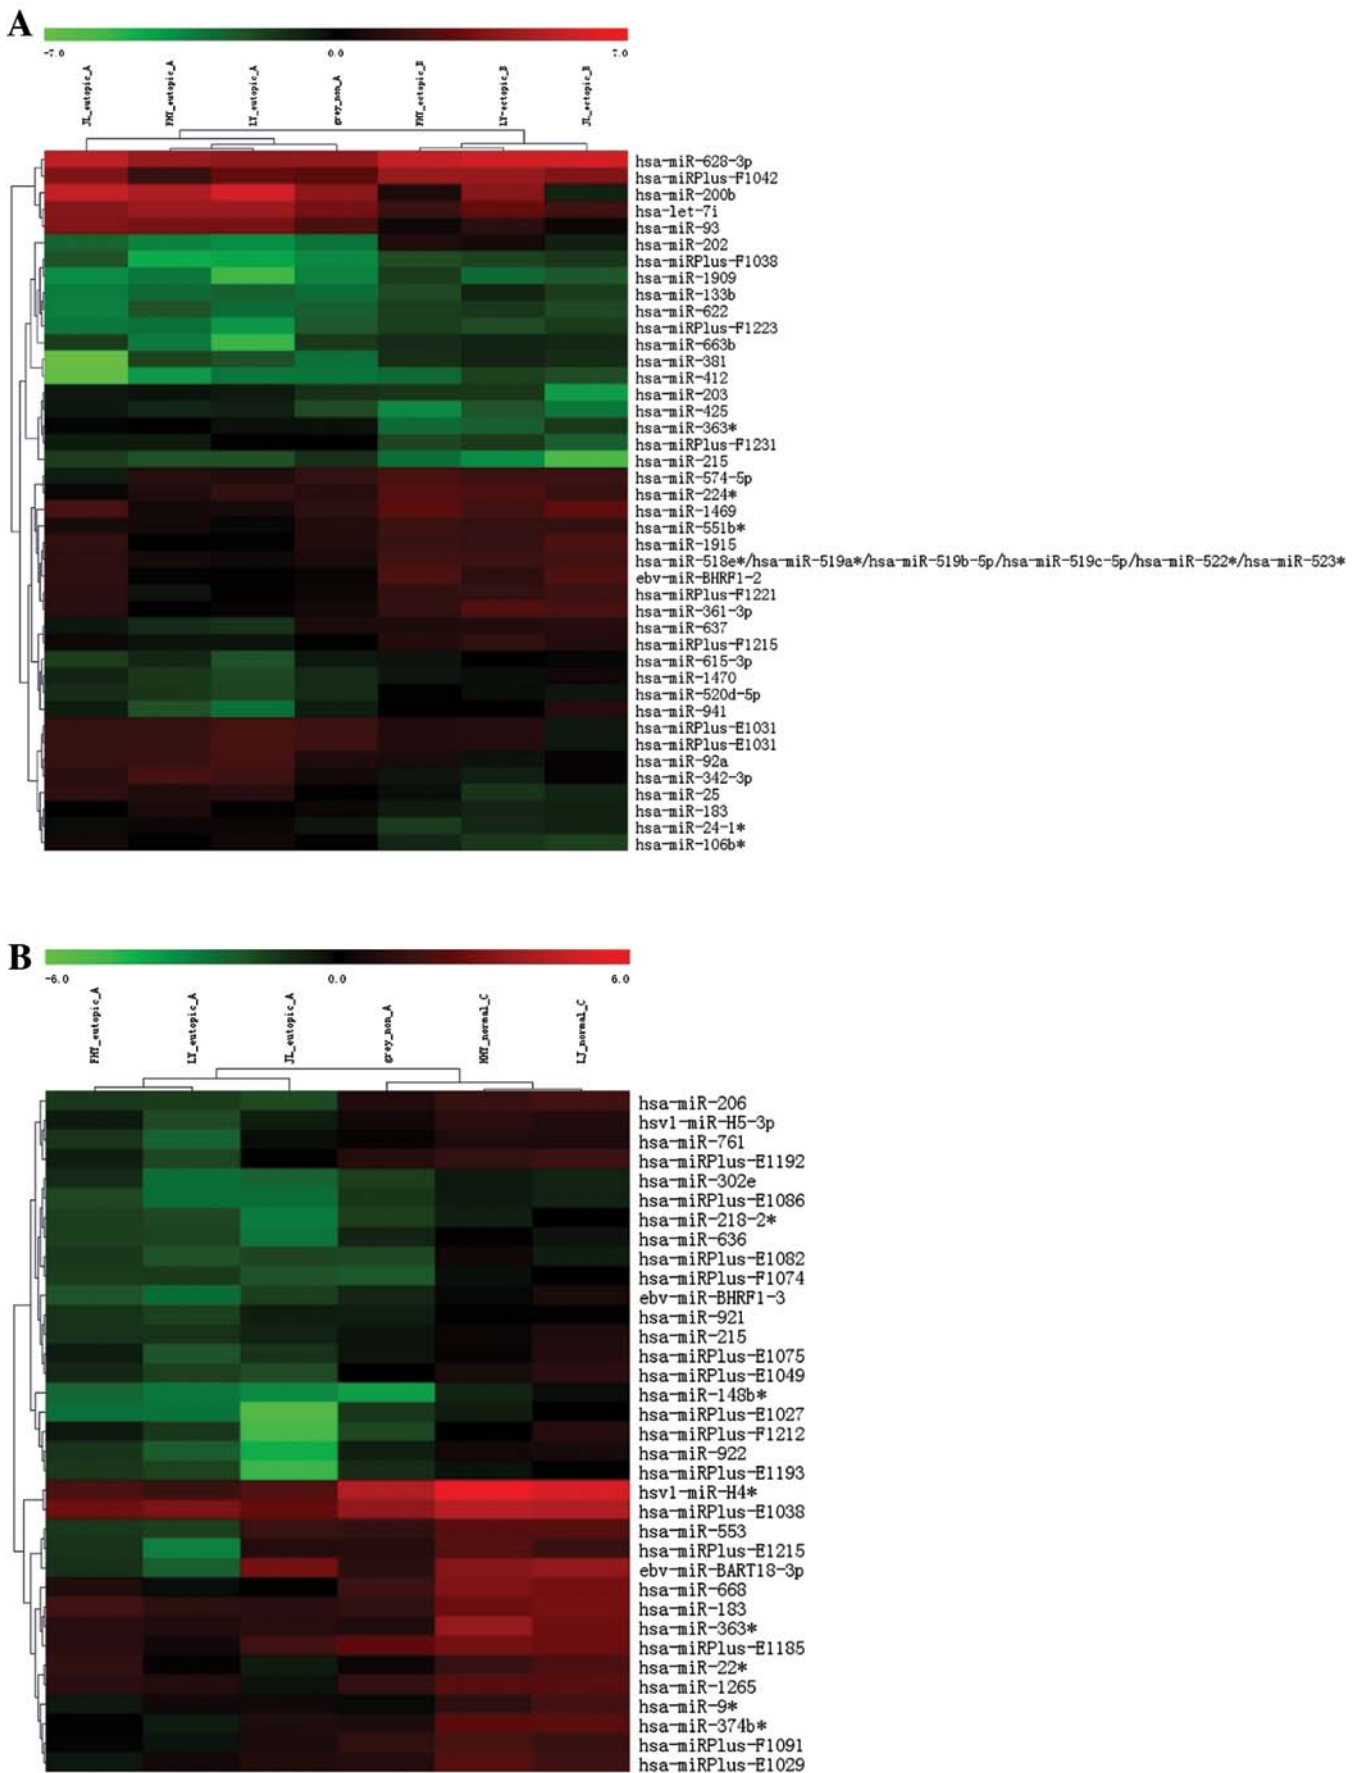 A
-7.0 0.0 7.0
JL_eutopic_A FHY_eutopic_A LY_eutopic_A grey_non_A FHY_ectopic_B LY-ectopic_B JL_ectopic_B
hsa-miR-628-3p
hsa-miRPlus-F1042
hsa-miR-200b
hsa-let-7i
hsa-miR-93
hsa-miR-202
hsa-miRPlus-F1038
hsa-miR-1909
hsa-miR-133b
hsa-miR-622
hsa-miRPlus-F1223
hsa-miR-663b
hsa-miR-381
hsa-miR-412
hsa-miR-203
hsa-miR-425
hsa-miR-363*
hsa-miRPlus-F1231
hsa-miR-215
hsa-miR-574-5p
hsa-miR-224*
hsa-miR-1469
hsa-miR-551b*
hsa-miR-1915
hsa-miR-518e*/hsa-miR-519a*/hsa-miR-519b-5p/hsa-miR-519c-5p/hsa-miR-522*/hsa-miR-523*
ebv-miR-BHRF1-2
hsa-miRPlus-F1221
hsa-miR-361-3p
hsa-miR-637
hsa-miRPlus-F1215
hsa-miR-615-3p
hsa-miR-1470
hsa-miR-520d-5p
hsa-miR-941
hsa-miRPlus-E1031
hsa-miRPlus-E1031
hsa-miR-92a
hsa-miR-342-3p
hsa-miR-25
hsa-miR-183
hsa-miR-24-1*
hsa-miR-106b*
B
-6.0 0.0 6.0
FHY_eutopic_A LY_eutopic_A JL_eutopic_A grey_non_A HMY_normal_C LJ_normal_C
hsa-miR-206
hsv1-miR-H5-3p
hsa-miR-761
hsa-miRPlus-E1192
hsa-miR-302e
hsa-miRPlus-E1086
hsa-miR-218-2*
hsa-miR-636
hsa-miRPlus-E1082
hsa-miRPlus-F1074
ebv-miR-BHRF1-3
hsa-miR-921
hsa-miR-215
hsa-miRPlus-E1075
hsa-miRPlus-E1049
hsa-miR-148b*
hsa-miRPlus-E1027
hsa-miRPlus-F1212
hsa-miR-922
hsa-miRPlus-E1193
hsv1-miR-H4*
hsa-miRPlus-E1038
hsa-miR-553
hsa-miRPlus-E1215
ebv-miR-BART18-3p
hsa-miR-668
hsa-miR-183
hsa-miR-363*
hsa-miRPlus-E1185
hsa-miR-22*
hsa-miR-1265
hsa-miR-9*
hsa-miR-374b*
hsa-miRPlus-F1091
hsa-miRPlus-E1029